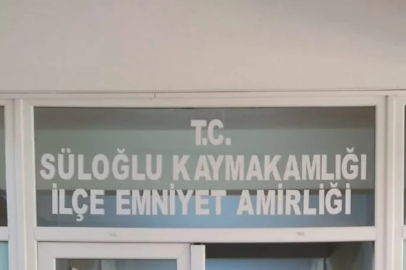 T.C.
SÜLOĞLU KAYMAKAMLIĞI
İLÇE EMNİYET AMİRLİĞİ